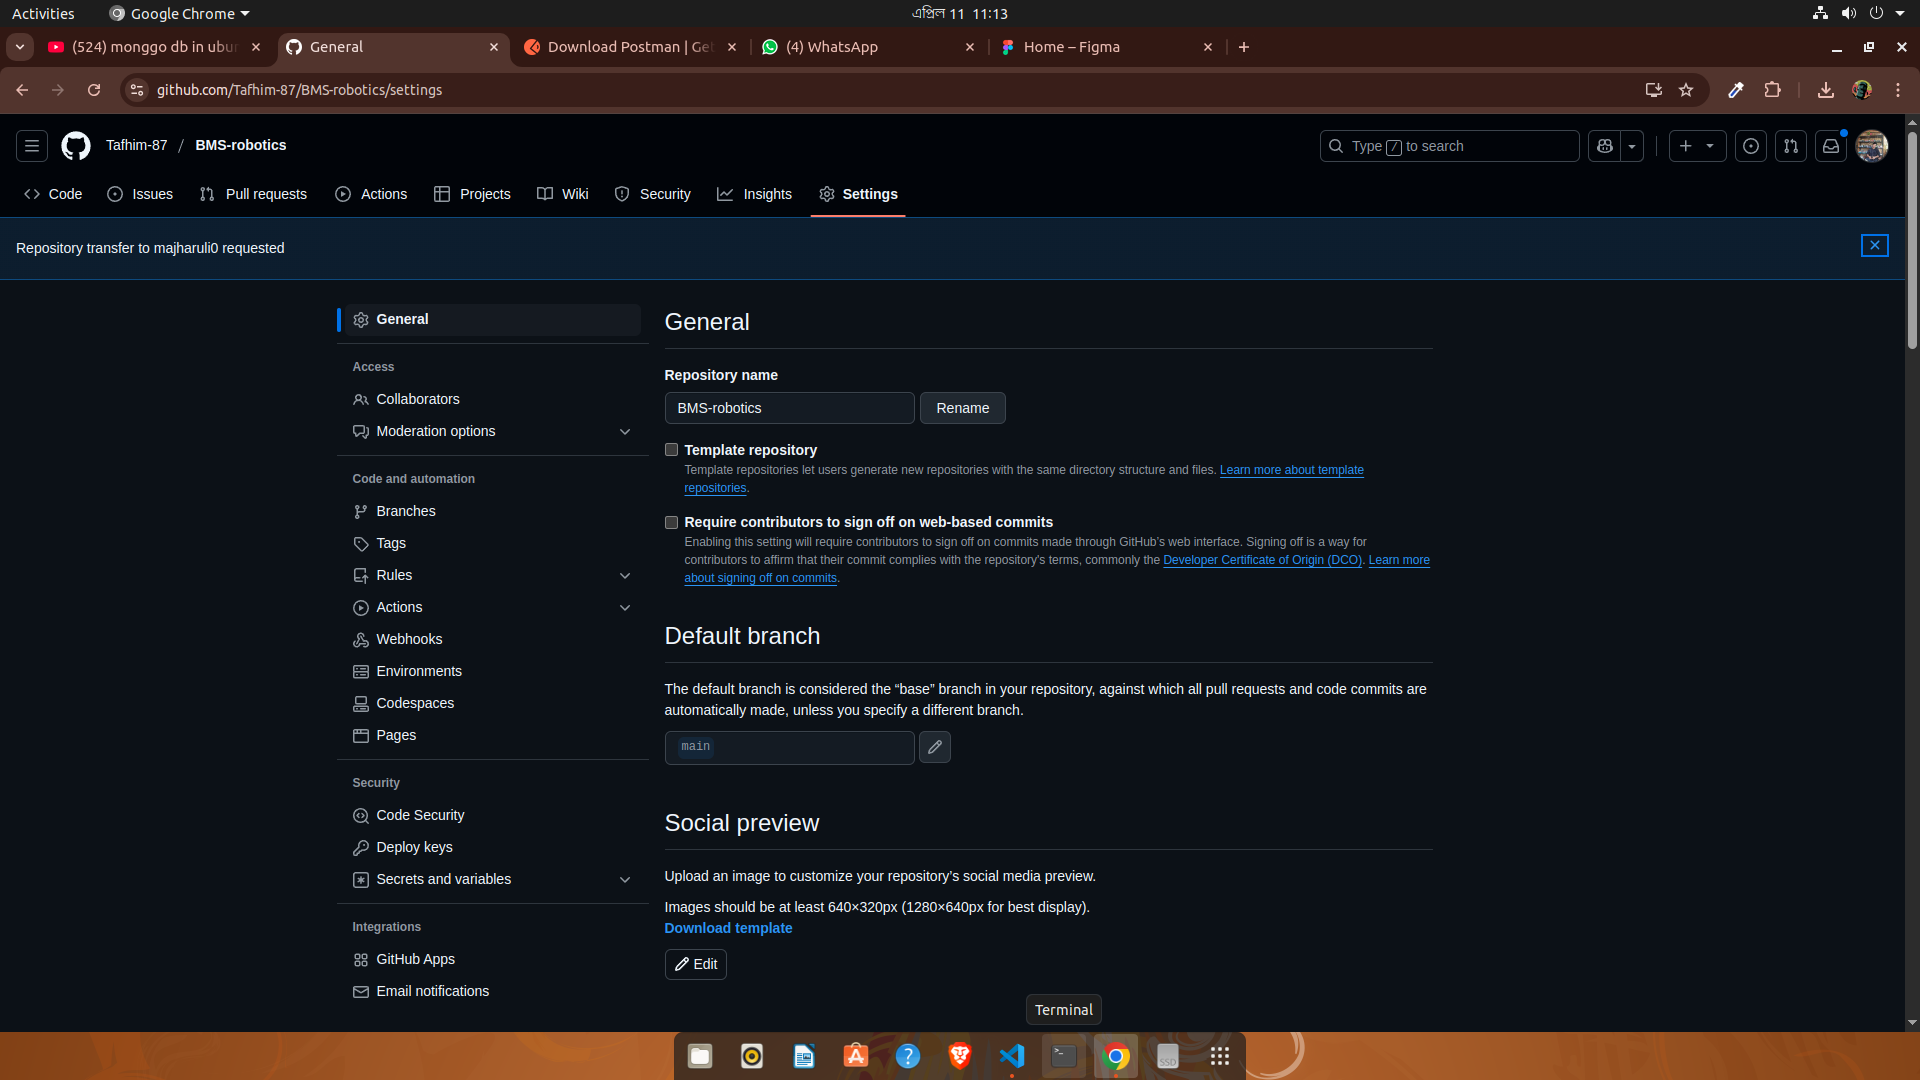 Activities
Google Chrome
এপ্রিল 11 11:13
(524) monggo db in ubun
General
Download Postman | Get
(4) WhatsApp
Home – Figma
github.com/Tafhim-87/BMS-robotics/settings
Tafhim-87 / BMS-robotics
Type / to search
Code
Issues
Pull requests
Actions
Projects
Wiki
Security
Insights
Settings
Repository transfer to majharuli0 requested
General
Access
Collaborators
Moderation options
Code and automation
Branches
Tags
Rules
Actions
Webhooks
Environments
Codespaces
Pages
Security
Code Security
Deploy keys
Secrets and variables
Integrations
GitHub Apps
Email notifications
General
Repository name
BMS-robotics
Rename
Template repository
Template repositories let users generate new repositories with the same directory structure and files. Learn more about template
repositories.
Require contributors to sign off on web-based commits
Enabling this setting will require contributors to sign off on commits made through GitHub's web interface. Signing off is a way for
contributors to affirm that their commit complies with the repository's terms, commonly the Developer Certificate of Origin (DCO). Learn more
about signing off on commits.
Default branch
The default branch is considered the “base” branch in your repository, against which all pull requests and code commits are
automatically made, unless you specify a different branch.
main
Social preview
Upload an image to customize your repository’s social media preview.
Images should be at least 640×320px (1280×640px for best display).
Download template
Edit
Terminal
SSD